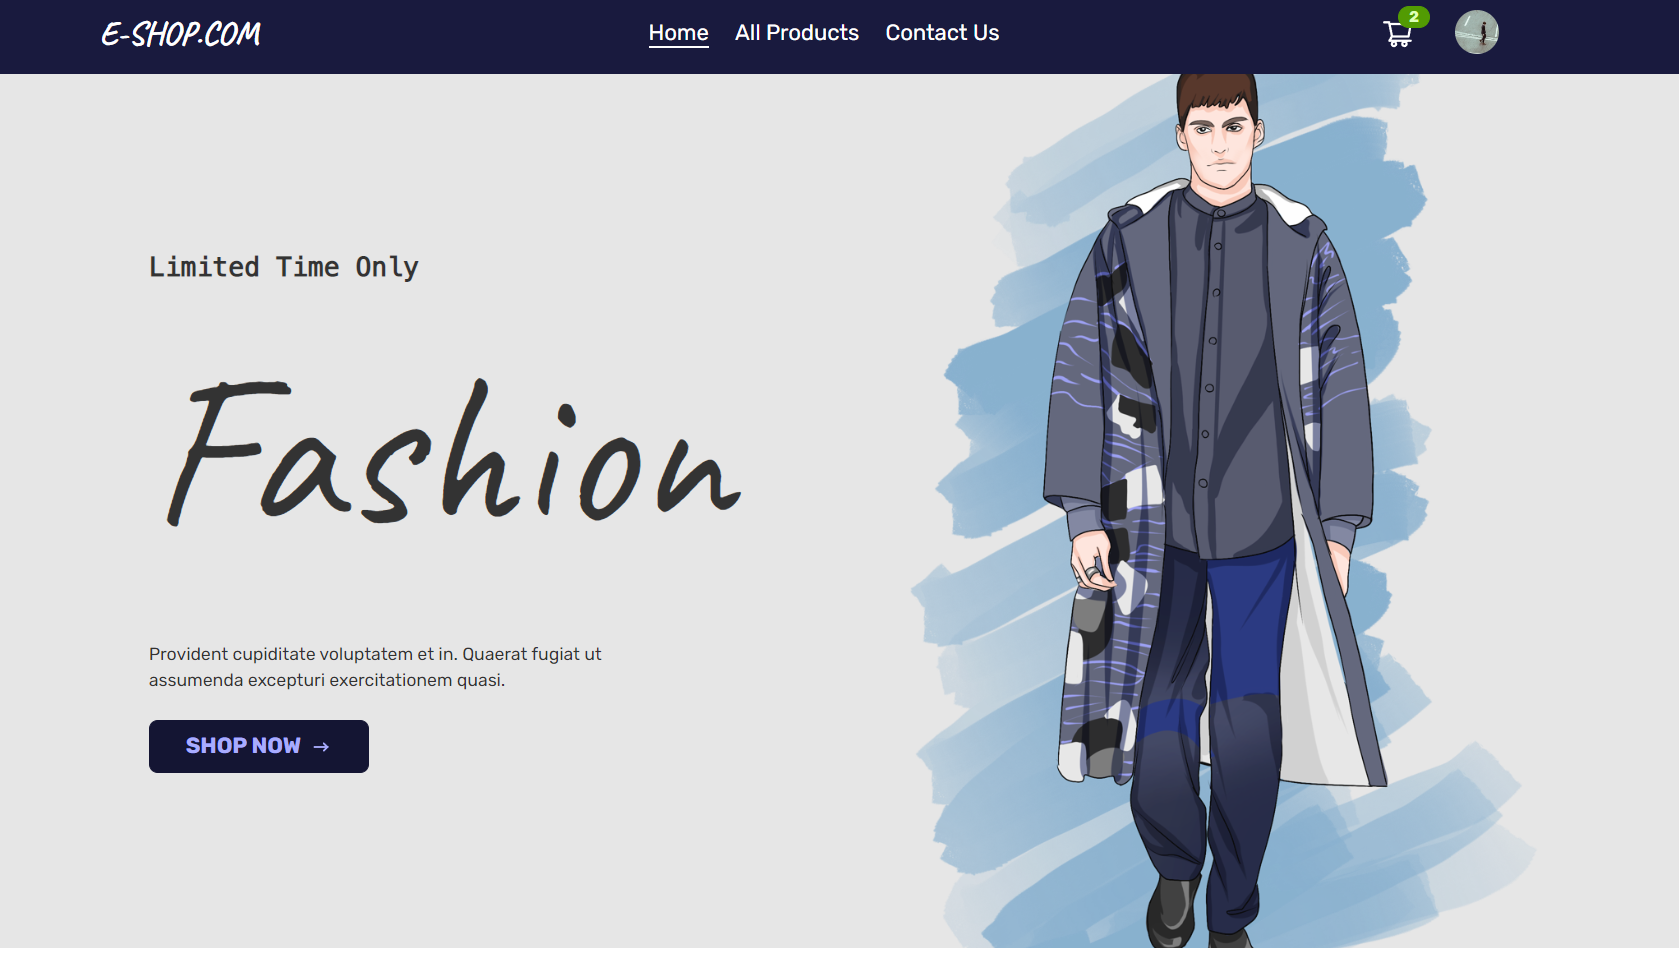 E-SHOP.COM
Home All Products Contact Us
2
Limited Time Only
Fashion
Provident cupiditate voluptatem et in. Quaerat fugiat ut
assumenda excepturi exercitationem quasi.
SHOP NOW →